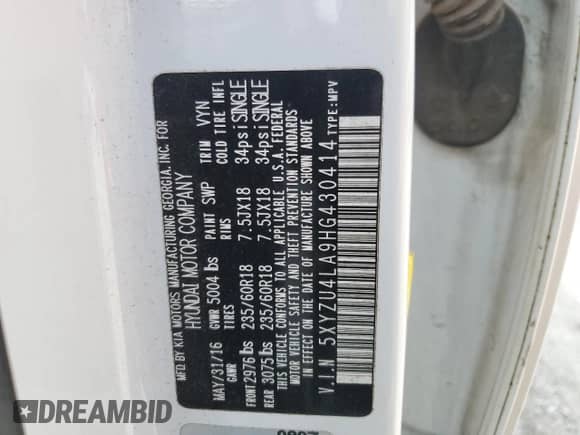 MFD. BY KIA MOTORS MANUFACTURING GEORGIA, INC. FOR
HYUNDAI MOTOR COMPANY
MAY/31/16 GVWR 5004 lbs PAINT SWP TRIM VYN
GAWR TIRES RIMS COLD TIRE INFL
FRONT 2976 lbs 235/60R18 7.5JX18 34psi SINGLE
REAR 3075 lbs 235/60R18 7.5JX18 34psi SINGLE
THIS VEHICLE CONFORMS TO ALL APPLICABLE U.S.A. FEDERAL
MOTOR VEHICLE SAFETY AND THEFT PREVENTION STANDARDS
IN EFFECT ON THE DATE OF MANUFACTURE SHOWN ABOVE
V.I.N 5XYZU4LA9HG430414 TYPE:MPV
DREAMBID